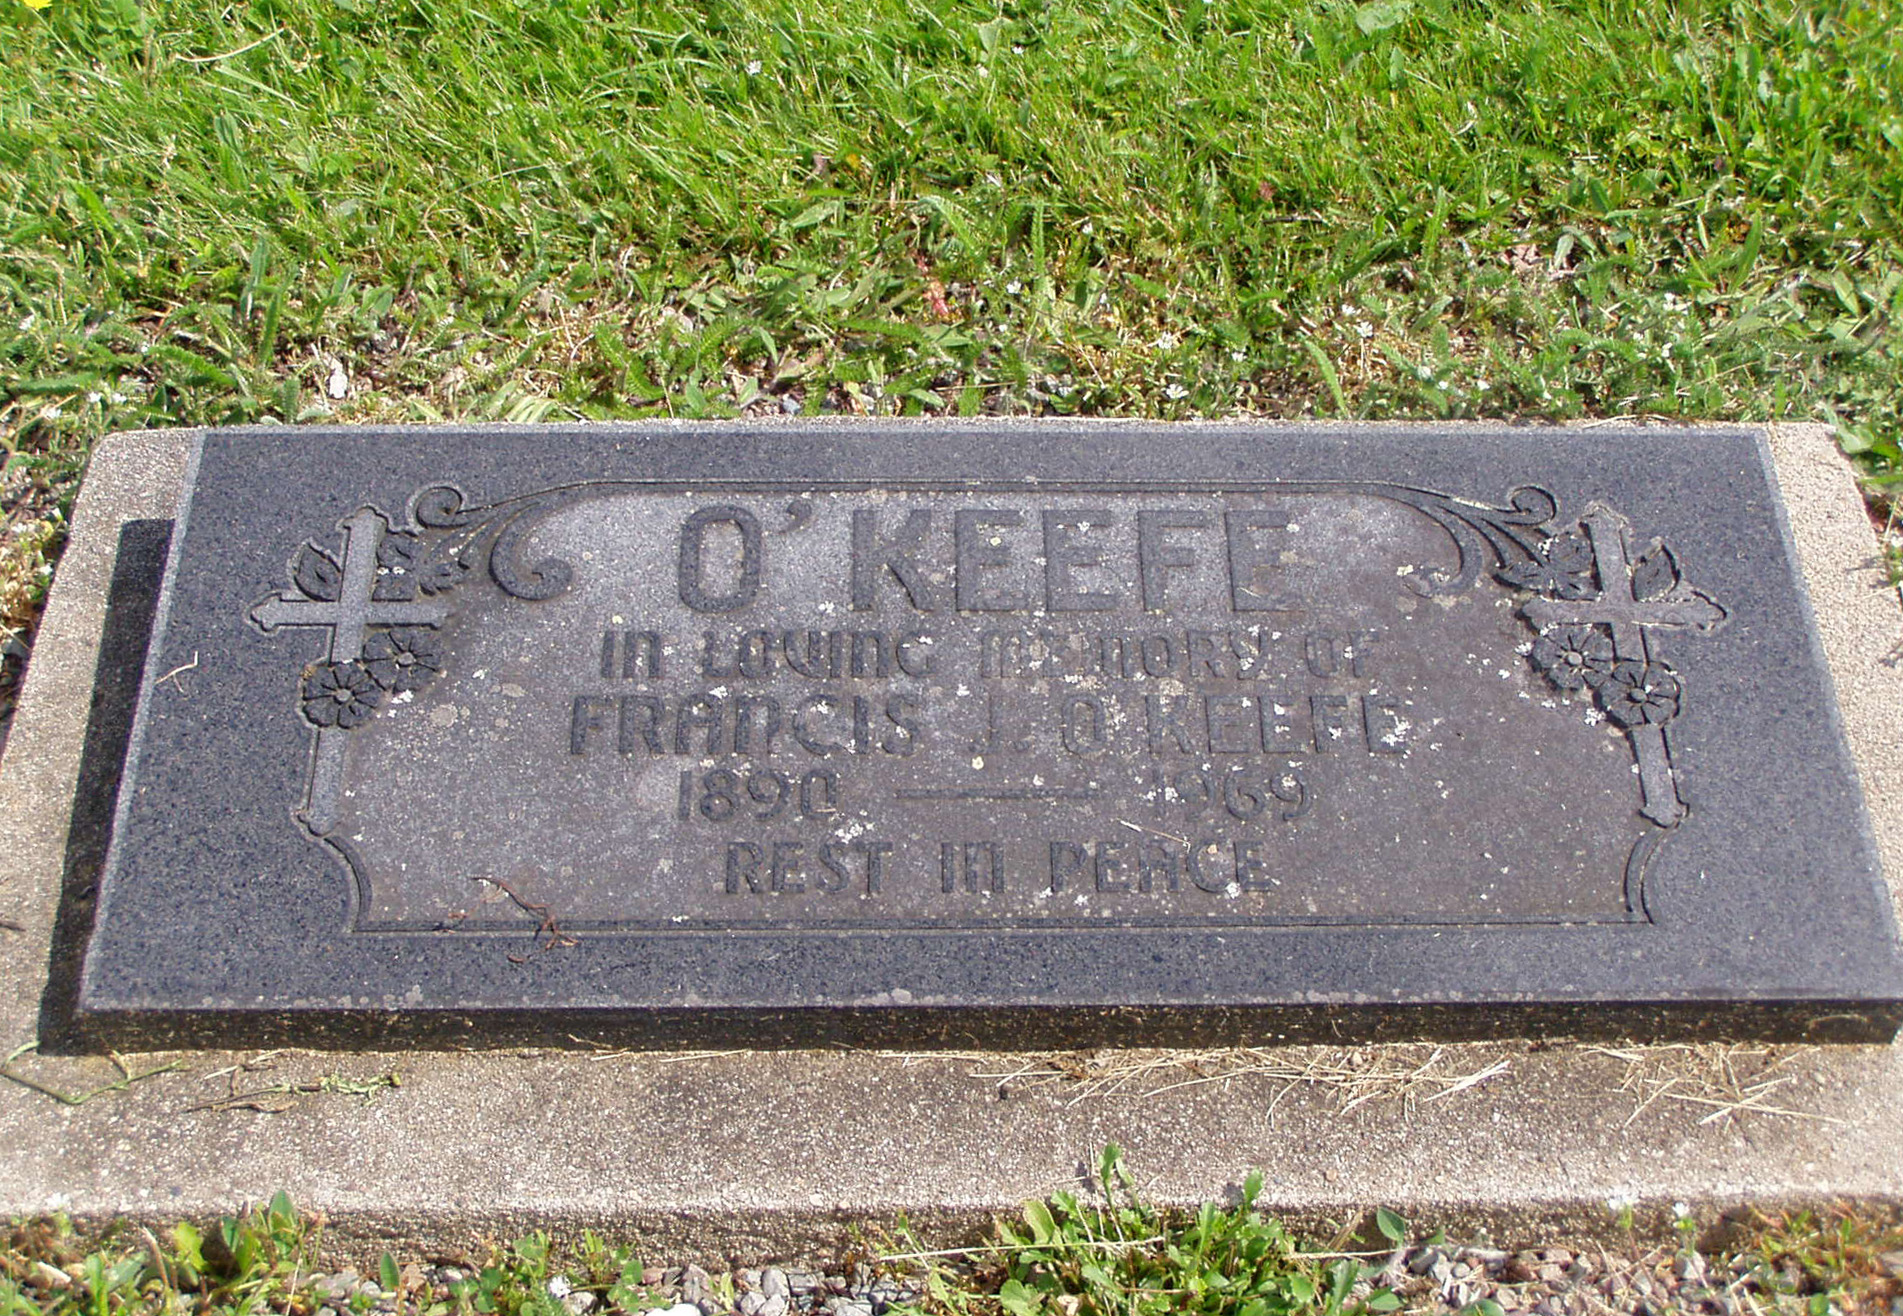 O'KEEFE
IN LOVING MEMORY OF
FRANCIS J. O'KEEFE
1890 — 1969
REST IN PEACE